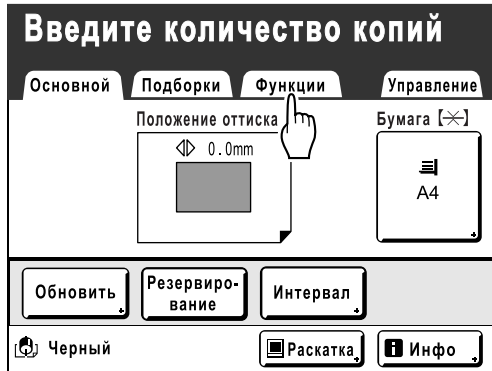 Введите количество копий
Основной Подборки Функции Управление
Положение оттиска Бумага【※】
0.0mm
A4
Обновить Резервиро-
вание Интервал
Черный Раскатка Инфо